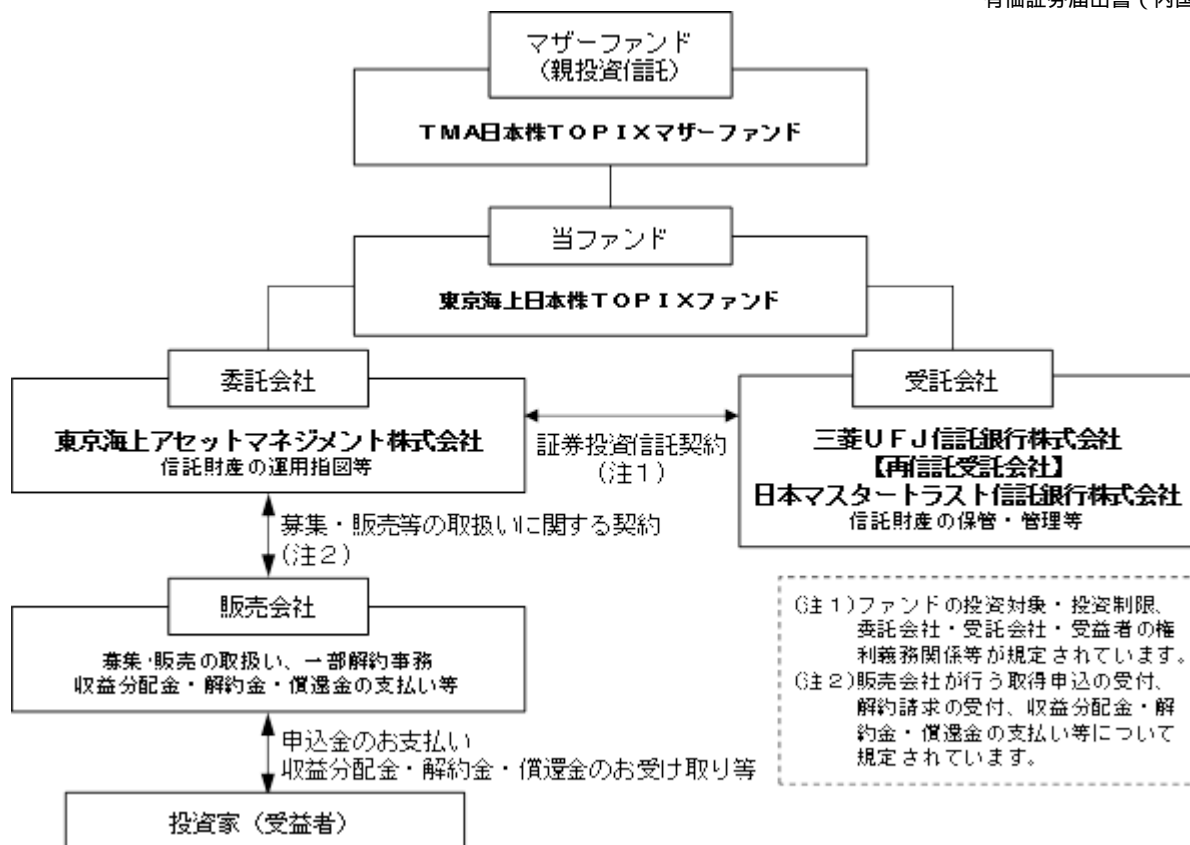 有価証券届出書（内国
マザーファンド
（親投資信託）
ＴＭＡ日本株ＴＯＰＩＸマザーファンド
当ファンド
東京海上日本株ＴＯＰＩＸファンド
委託会社
東京海上アセットマネジメント株式会社
信託財産の運用指図等
証券投資信託契約
（注１）
受託会社
三菱ＵＦＪ信託銀行株式会社
【再信託受託会社】
日本マスタートラスト信託銀行株式会社
信託財産の保管・管理等
募集・販売等の取扱いに関する契約
（注２）
販売会社
募集・販売の取扱い、一部解約事務
収益分配金・解約金・償還金の支払い等
（注１）ファンドの投資対象・投資制限、
委託会社・受託会社・受益者の権
利義務関係等が規定されています。
（注２）販売会社が行う取得申込の受付、
解約請求の受付、収益分配金・解
約金・償還金の支払い等について
規定されています。
申込金のお支払い
収益分配金・解約金・償還金のお受け取り等
投資家（受益者）